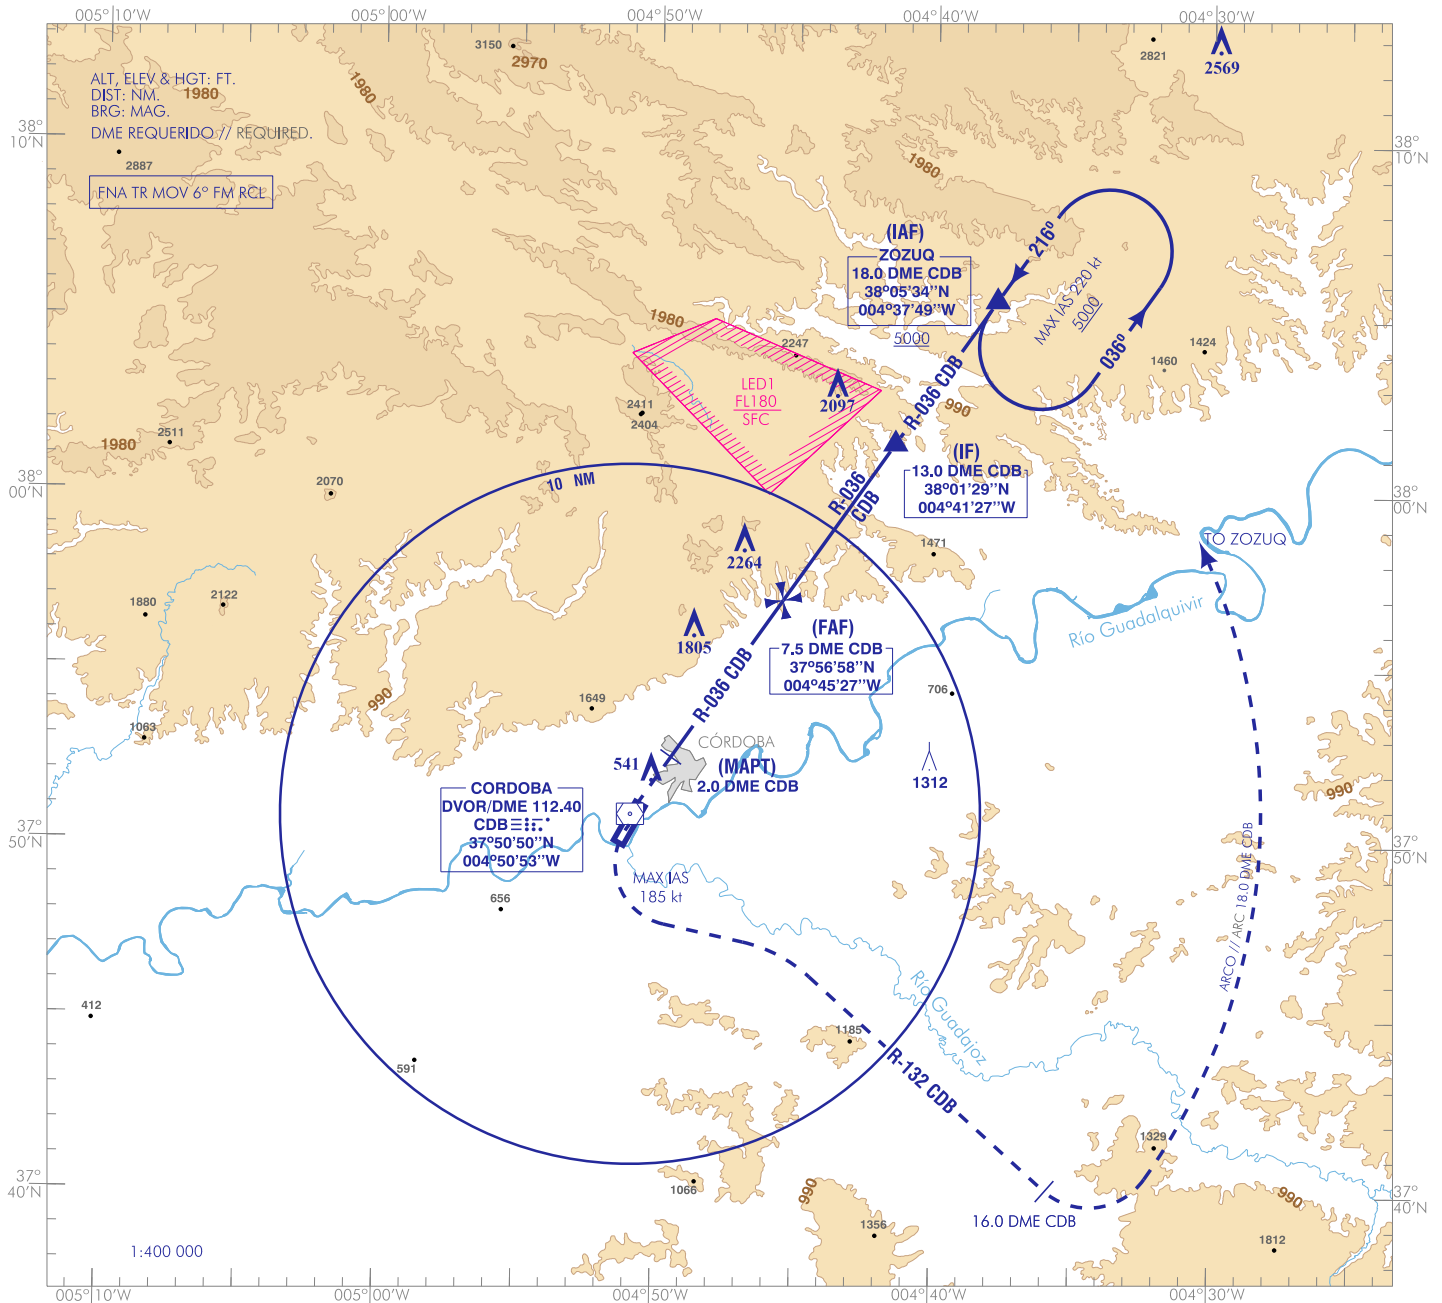 005°10'W
005°00'W
004°50'W
004°40'W
004°30'W
ALT, ELEV & HGT: FT.
DIST: NM.
BRG: MAG.
DME REQUERIDO // REQUIRED.
FNA TR MOV 6° FM RCL
1980
1980
3150
2970
2821
2569
38°
10'N
38°
10'N
2887
1980
(IAF)
ZOZUQ
18.0 DME CDB
38°05'34''N
004°37'49''W
5000
216°
MAX IAS 220 kt
5000
036°
1424
1460
1980
2247
LED1
FL180
SFC
2097
R-036 CDB
990
2411
2404
2511
1980
2070
38°
00'N
38°
00'N
10 NM
R-036
CDB
(IF)
13.0 DME CDB
38°01'29''N
004°41'27''W
1471
TO ZOZUQ
2264
1880
2122
1805
(FAF)
7.5 DME CDB
37°56'58''N
004°45'27''W
Río Guadalquivir
R-036 CDB
990
1063
1649
706
541
CÓRDOBA
(MAPT)
2.0 DME CDB
1312
990
CORDOBA
DVOR/DME 112.40
CDB
37°50'50''N
004°50'53''W
37°
50'N
37°
50'N
MAX IAS
185 kt
656
ARCO // ARC 18.0 DME CDB
412
591
Río Guadajoz
1185
R-132 CDB
1329
37°
40'N
37°
40'N
1066
990
990
16.0 DME CDB
1356
1812
1:400 000
005°10'W
005°00'W
004°50'W
004°40'W
004°30'W